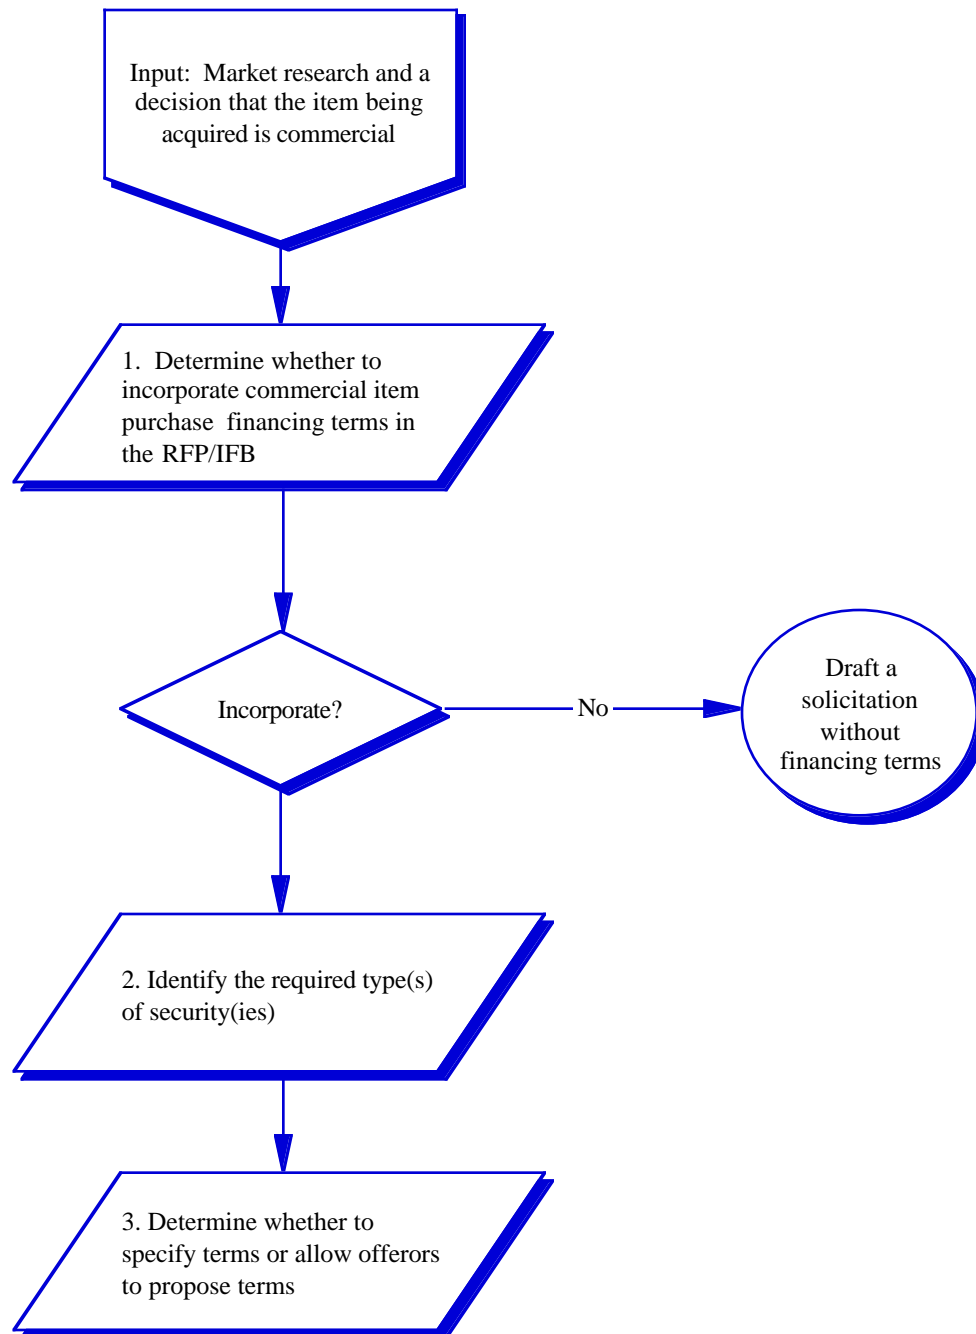 Input:  Market research and a
decision that the item being
acquired is commercial
1.  Determine whether to
incorporate commercial item
purchase  financing terms in
the RFP/IFB
Incorporate?
No
Draft a
solicitation
without
financing terms
2. Identify the required type(s)
of security(ies)
3. Determine whether to
specify terms or allow offerors
to propose terms